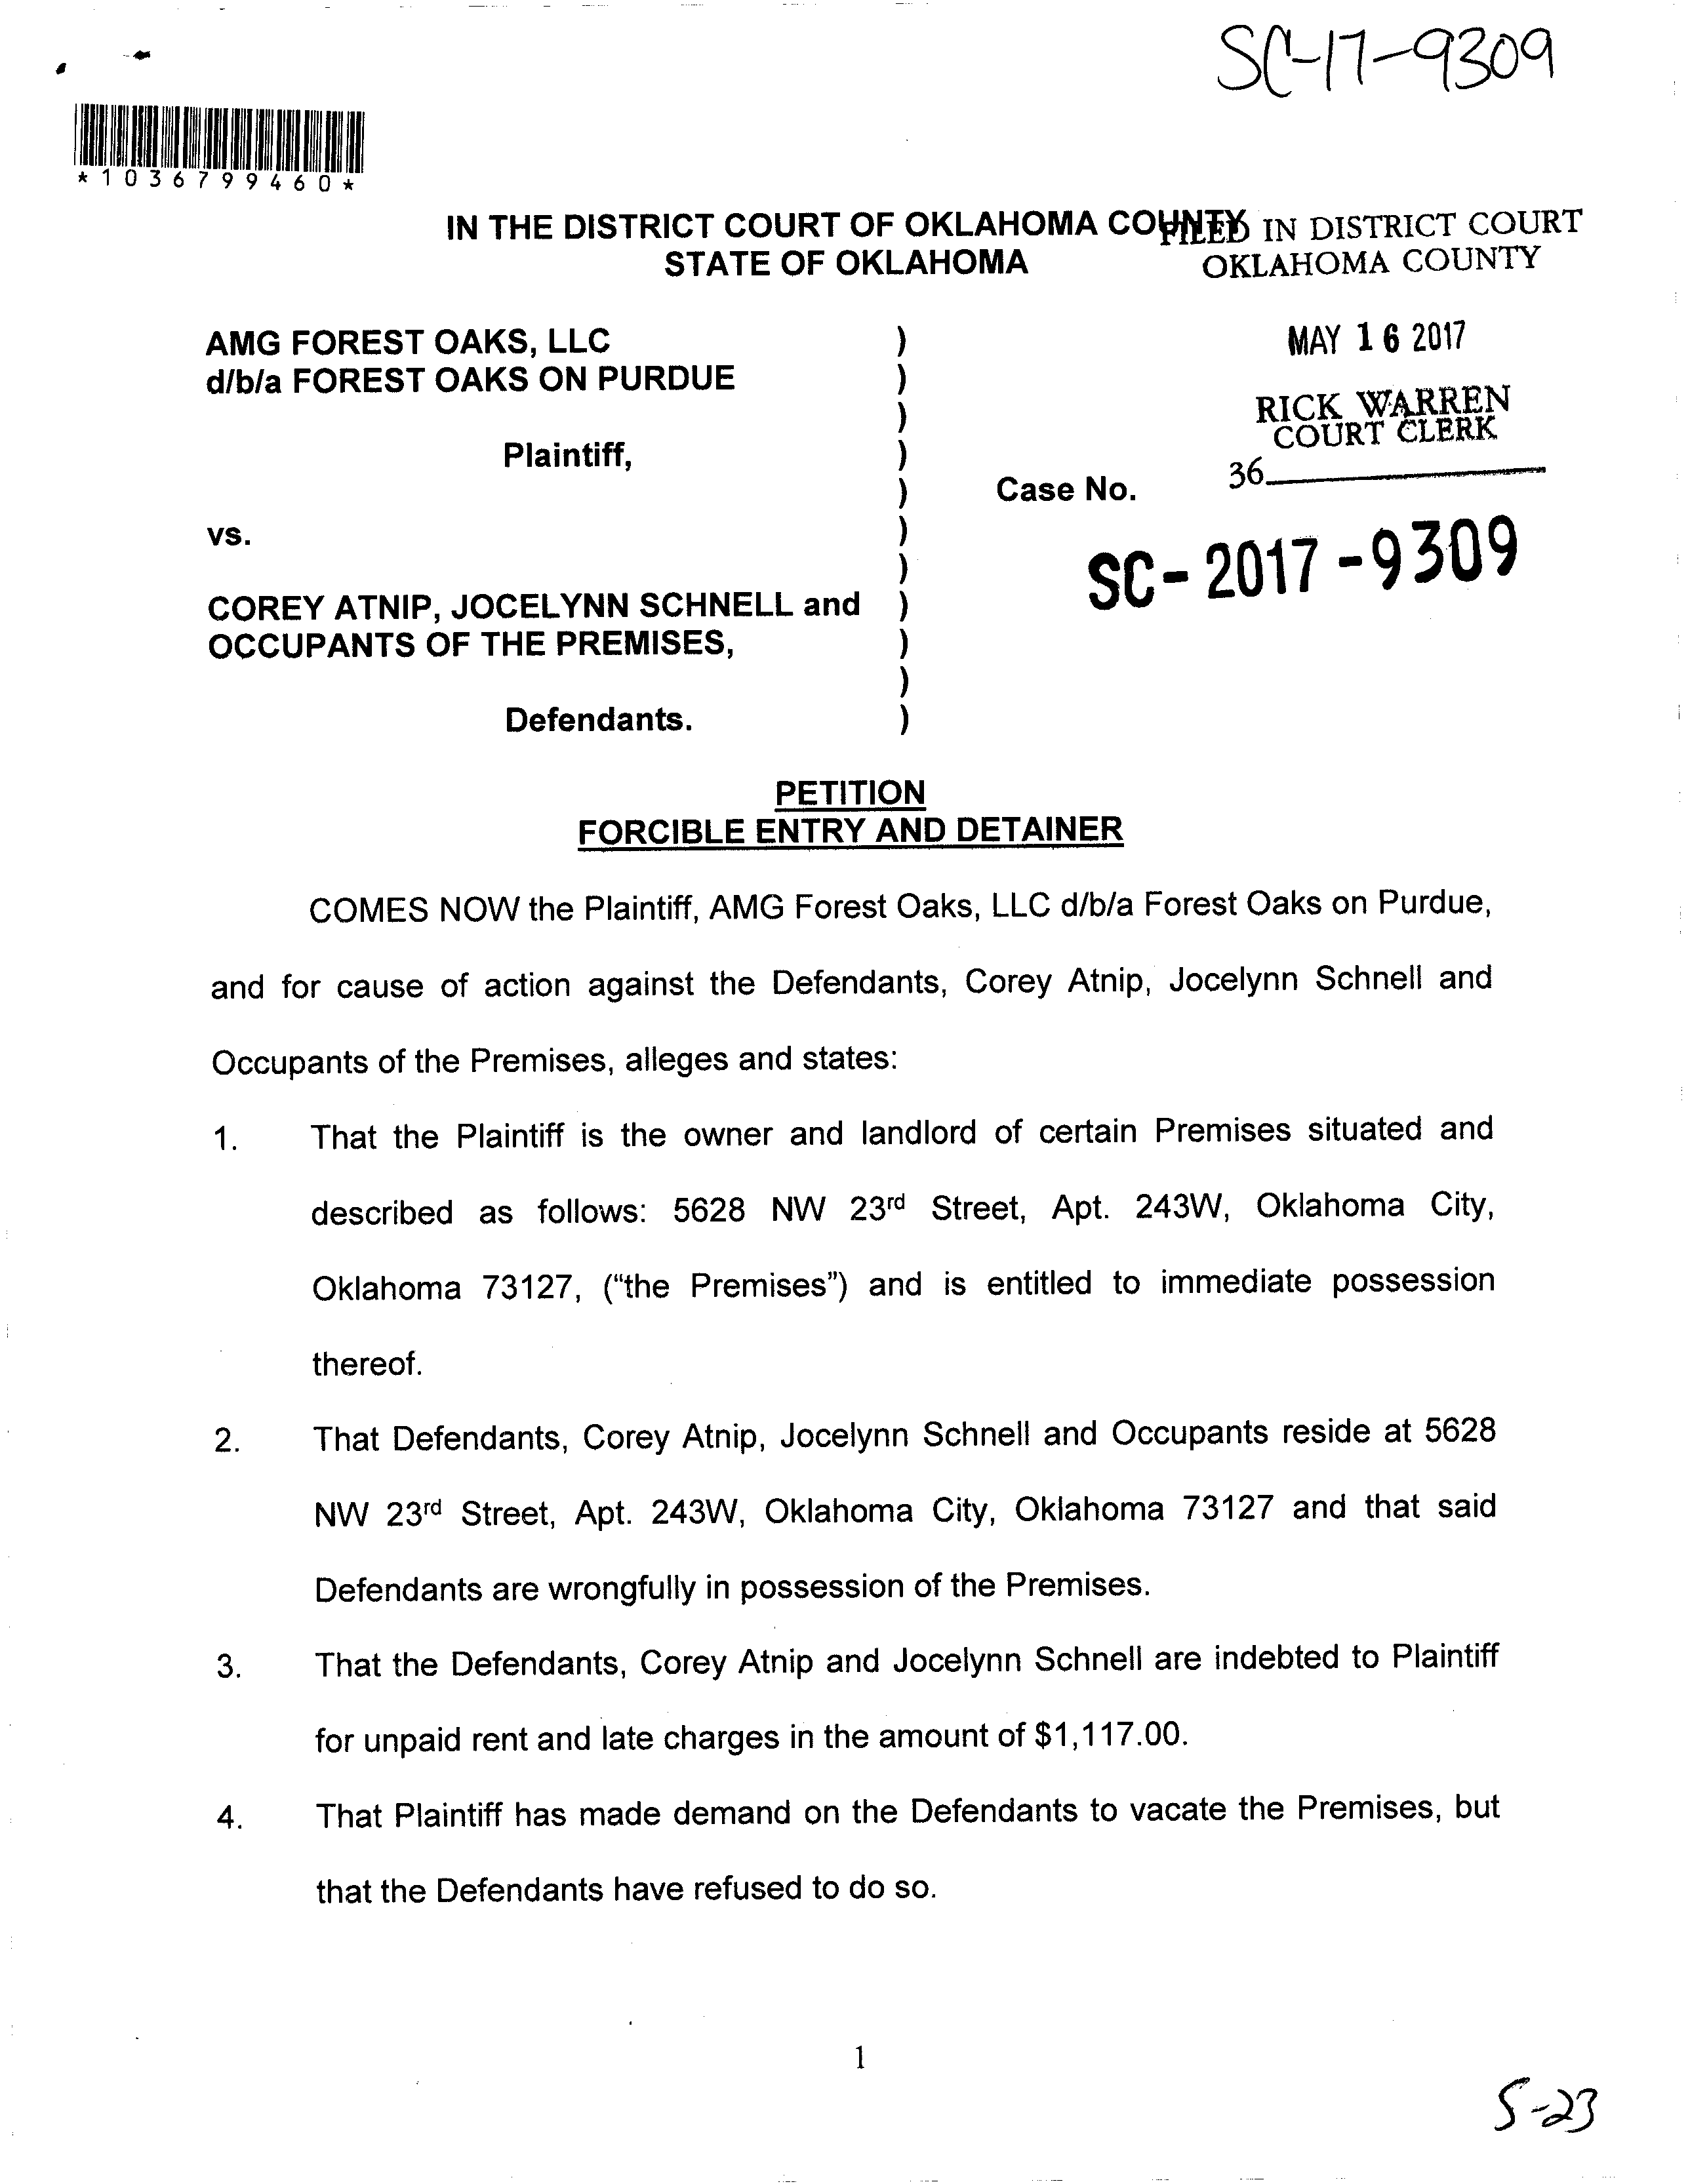 SC-17-9309
*1036799460*
IN THE DISTRICT COURT OF OKLAHOMA COUNTY
STATE OF OKLAHOMA
FILED IN DISTRICT COURT
OKLAHOMA COUNTY
MAY 16 2017
RICK WARREN
COURT CLERK
36
AMG FOREST OAKS, LLC )
d/b/a FOREST OAKS ON PURDUE )
)
Plaintiff, )
) Case No.
vs. )
) SC-2017-9309
COREY ATNIP, JOCELYNN SCHNELL and )
OCCUPANTS OF THE PREMISES, )
)
Defendants. )
PETITION
FORCIBLE ENTRY AND DETAINER
COMES NOW the Plaintiff, AMG Forest Oaks, LLC d/b/a Forest Oaks on Purdue,
and for cause of action against the Defendants, Corey Atnip, Jocelynn Schnell and
Occupants of the Premises, alleges and states:
1. That the Plaintiff is the owner and landlord of certain Premises situated and
described as follows: 5628 NW 23rd Street, Apt. 243W, Oklahoma City,
Oklahoma 73127, (“the Premises”) and is entitled to immediate possession
thereof.
2. That Defendants, Corey Atnip, Jocelynn Schnell and Occupants reside at 5628
NW 23rd Street, Apt. 243W, Oklahoma City, Oklahoma 73127 and that said
Defendants are wrongfully in possession of the Premises.
3. That the Defendants, Corey Atnip and Jocelynn Schnell are indebted to Plaintiff
for unpaid rent and late charges in the amount of $1,117.00.
4. That Plaintiff has made demand on the Defendants to vacate the Premises, but
that the Defendants have refused to do so.
1
5-23